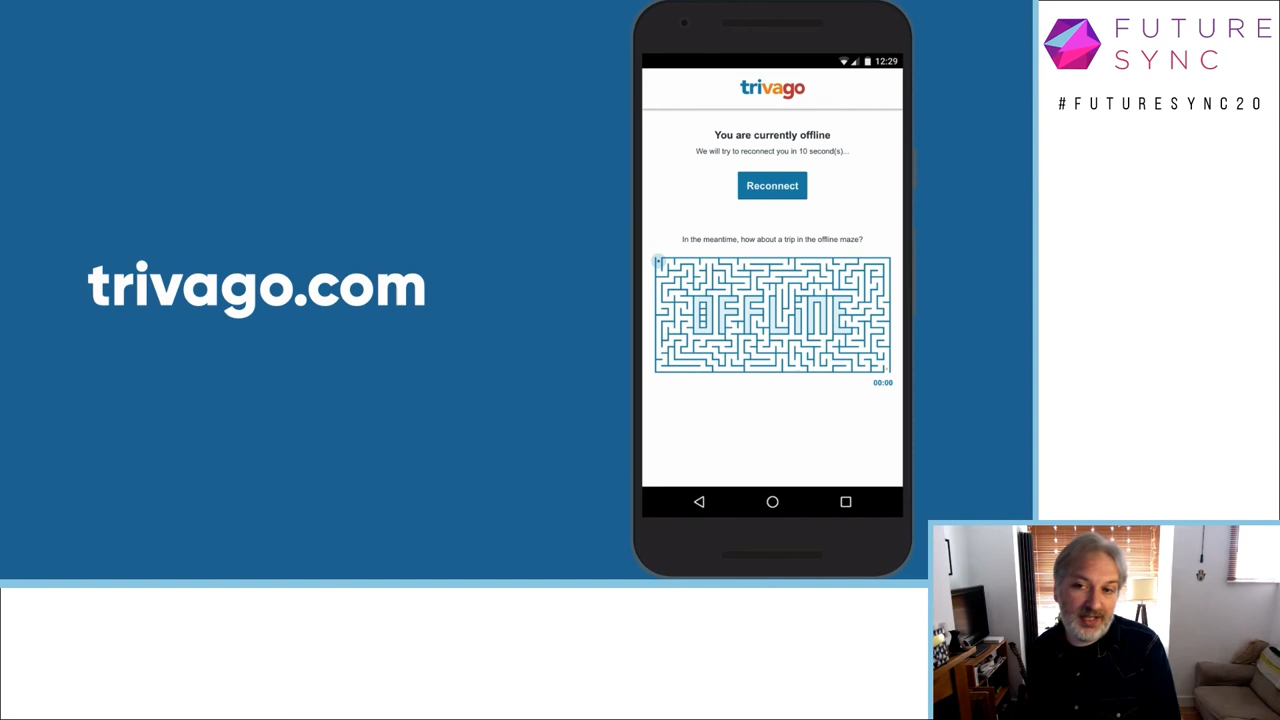 trivago.com
12:29
trivago
You are currently offline
We will try to reconnect you in 10 second(s)...
Reconnect
In the meantime, how about a trip in the offline maze?
OFFLINE
00:00
FUTURE
SYNC
#FUTURESYNC20